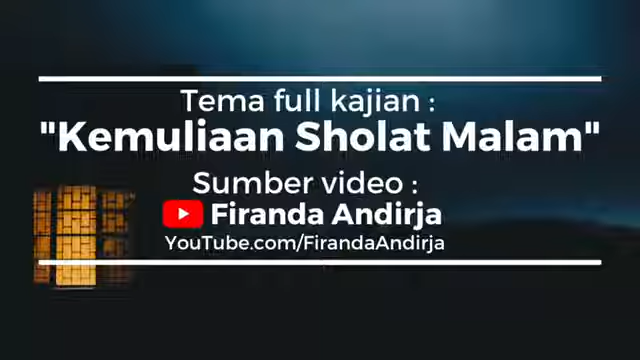 Tema full kajian :
"Kemuliaan Sholat Malam"
Sumber video :
Firanda Andirja
YouTube.com/FirandaAndirja